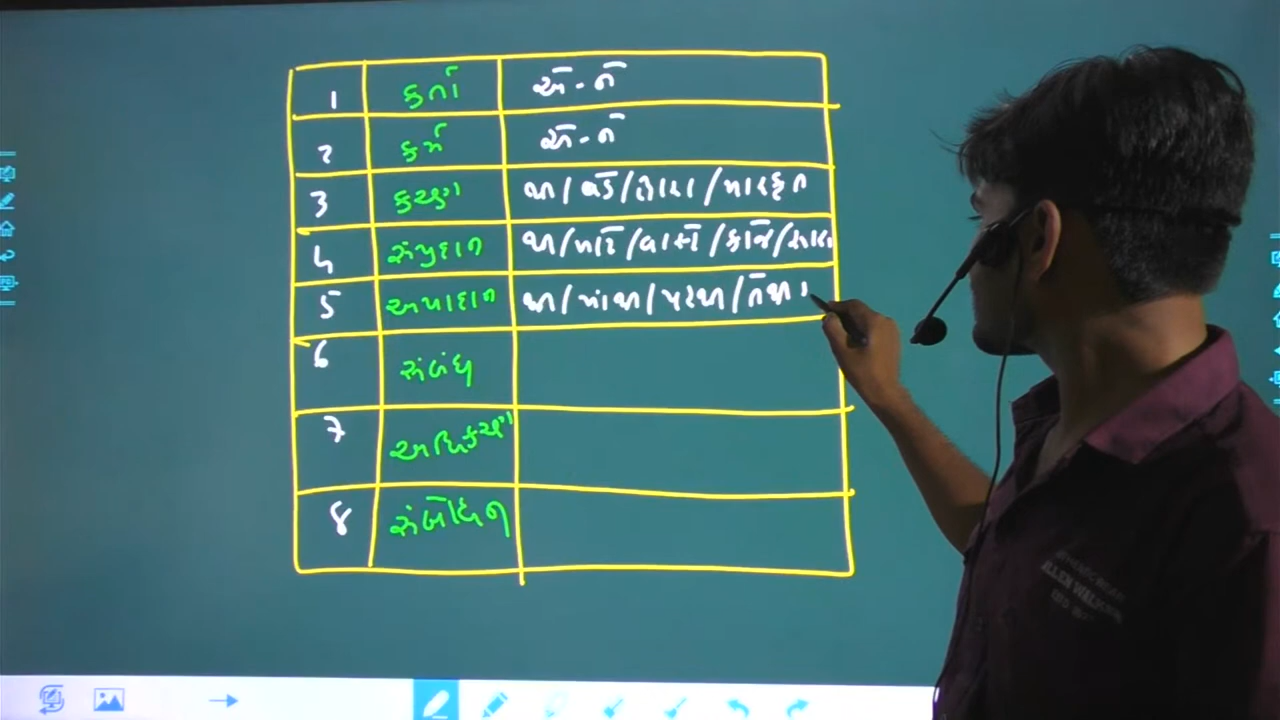 1 કર્તા એ - ને
2 કર્મ એ - ને
3 કરણ થી / વડે / દ્વારા / મારફત
4 સંપ્રદાન થી / માટે / વાસ્તે / કાજે / સારુ
5 અપાદાન થી / માંથી / પરથી / તેથી
6 સંબંધ
7 અધિકરણ
8 સંબોધન